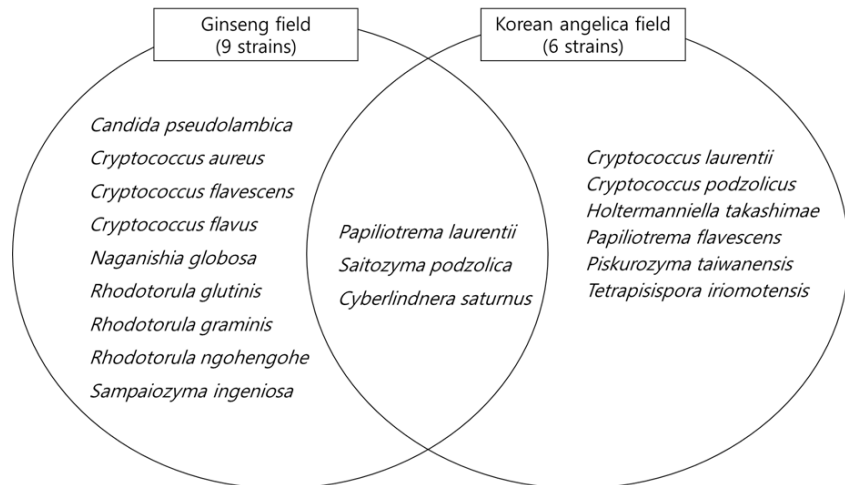 Ginseng field
(9 strains)
Korean angelica field
(6 strains)
Candida pseudolambica
Cryptococcus aureus
Cryptococcus flavescens
Cryptococcus flavus
Naganishia globosa
Rhodotorula glutinis
Rhodotorula graminis
Rhodotorula ngohengohe
Sampaiozyma ingeniosa
Papiliotrema laurentii
Saitozyma podzolica
Cyberlindnera saturnus
Cryptococcus laurentii
Cryptococcus podzolicus
Holtermanniella takashimae
Papiliotrema flavescens
Piskurozyma taiwanensis
Tetrapisispora iriomotensis